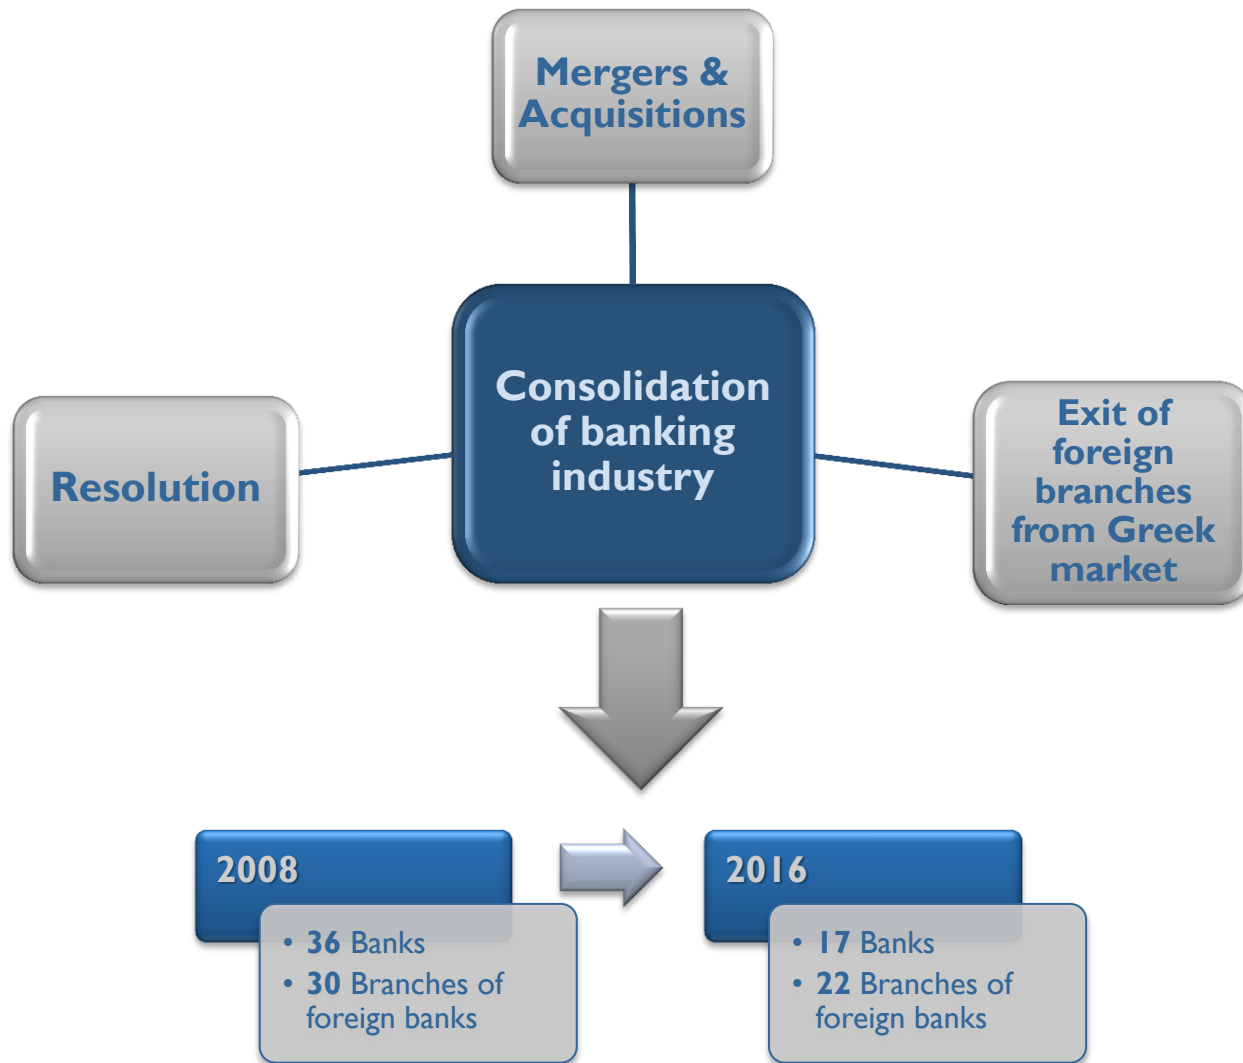 Mergers &
Acquisitions
Consolidation
of banking
industry
Resolution
Exit of
foreign
branches
from Greek
market
2008
• 36 Banks
• 30 Branches of
foreign banks
2016
• 17 Banks
• 22 Branches of
foreign banks